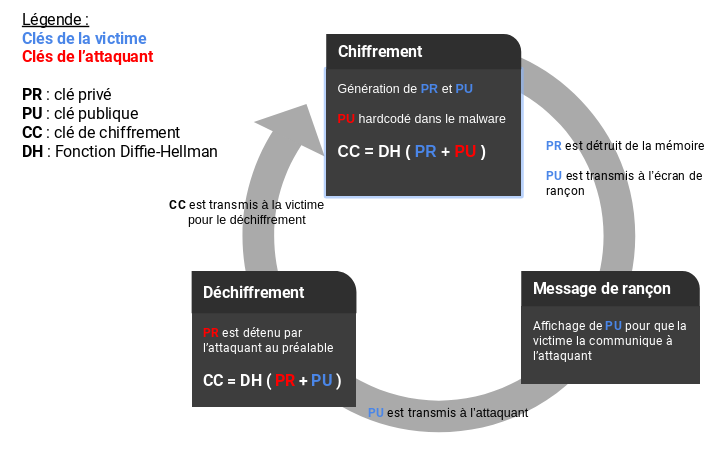 Légende :
Clés de la victime
Clés de l'attaquant
PR : clé privé
PU : clé publique
CC : clé de chiffrement
DH : Fonction Diffie-Hellman
Chiffrement
Génération de PR et PU
PU hardcodé dans le malware
CC = DH ( PR + PU )
PR est détruit de la mémoire
PU est transmis à l'écran de
rançon
CC est transmis à la victime
pour le déchiffrement
Déchiffrement
PR est détenu par
l'attaquant au préalable
CC = DH ( PR + PU )
Message de rançon
Affichage de PU pour que la
victime la communique à
l'attaquant
PU est transmis à l'attaquant